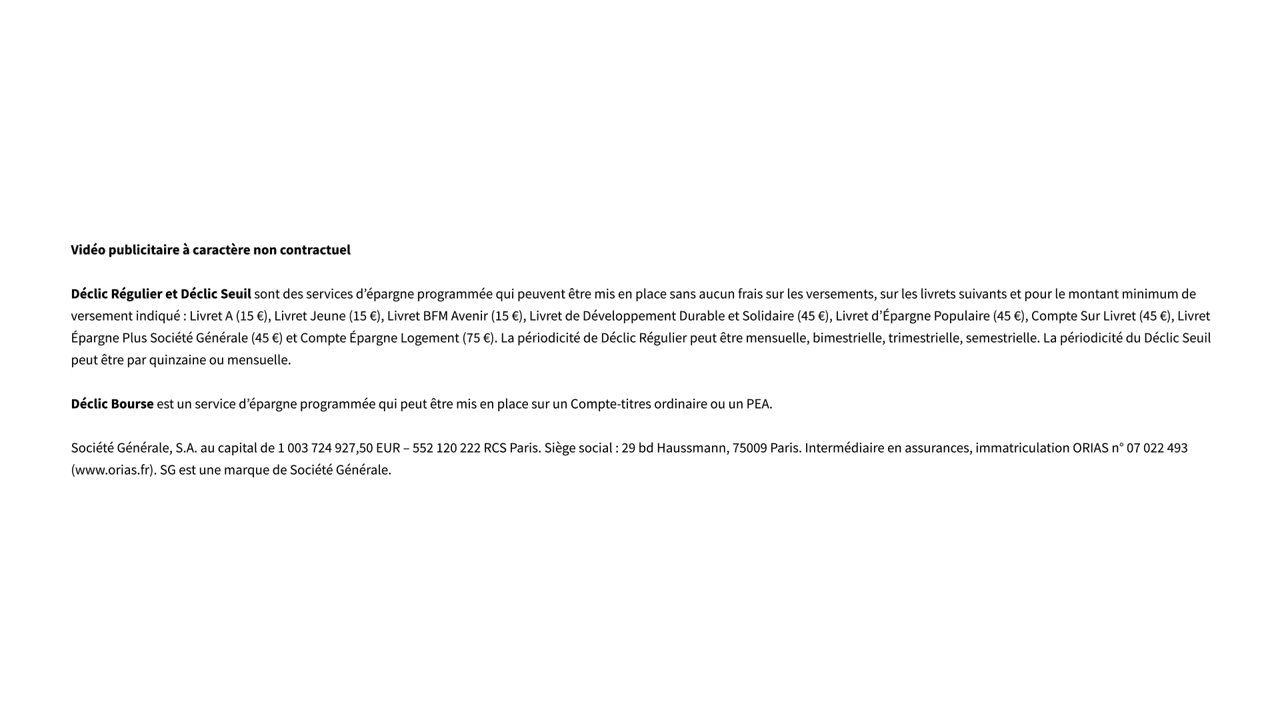 Vidéo publicitaire à caractère non contractuel
Déclic Régulier et Déclic Seuil sont des services d’épargne programmée qui peuvent être mis en place sans aucun frais sur les versements, sur les livrets suivants et pour le montant minimum de
versement indiqué : Livret A (15 €), Livret Jeune (15 €), Livret BFM Avenir (15 €), Livret de Développement Durable et Solidaire (45 €), Livret d’Épargne Populaire (45 €), Compte Sur Livret (45 €), Livret
Épargne Plus Société Générale (45 €) et Compte Épargne Logement (75 €). La périodicité de Déclic Régulier peut être mensuelle, bimestrielle, trimestrielle, semestrielle. La périodicité du Déclic Seuil
peut être par quinzaine ou mensuelle.
Déclic Bourse est un service d’épargne programmée qui peut être mis en place sur un Compte-titres ordinaire ou un PEA.
Société Générale, S.A. au capital de 1 003 724 927,50 EUR – 552 120 222 RCS Paris. Siège social : 29 bd Haussmann, 75009 Paris. Intermédiaire en assurances, immatriculation ORIAS n° 07 022 493
(www.orias.fr). SG est une marque de Société Générale.